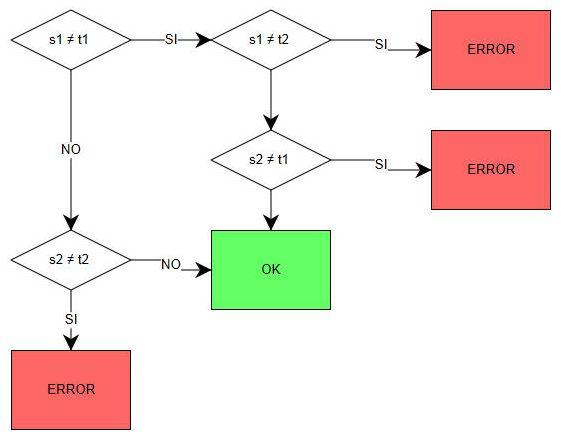 s1 ≠ t1
SI
s1 ≠ t2
SI
ERROR
NO
s2 ≠ t1
SI
ERROR
s2 ≠ t2
NO
OK
SI
ERROR